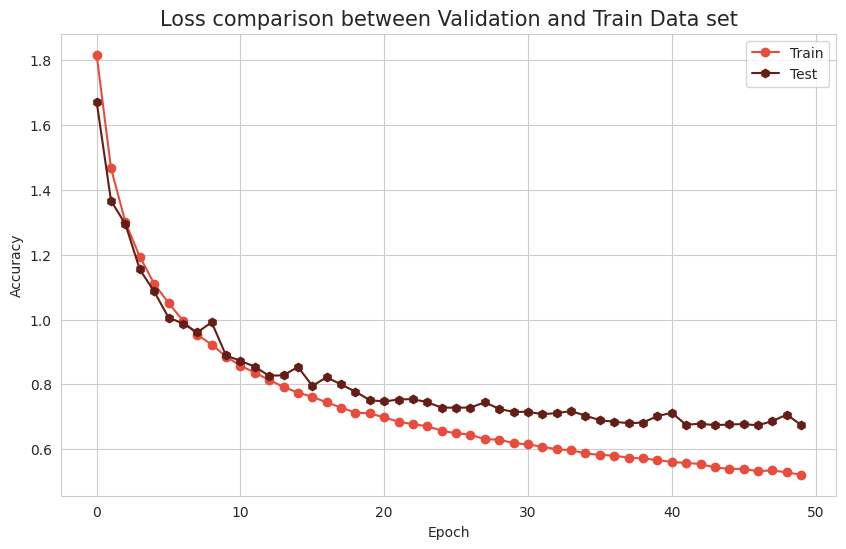 Loss comparison between Validation and Train Data set
Train
Test
Accuracy
1.8
1.6
1.4
1.2
1.0
0.8
0.6
0
10
20
30
40
50
Epoch